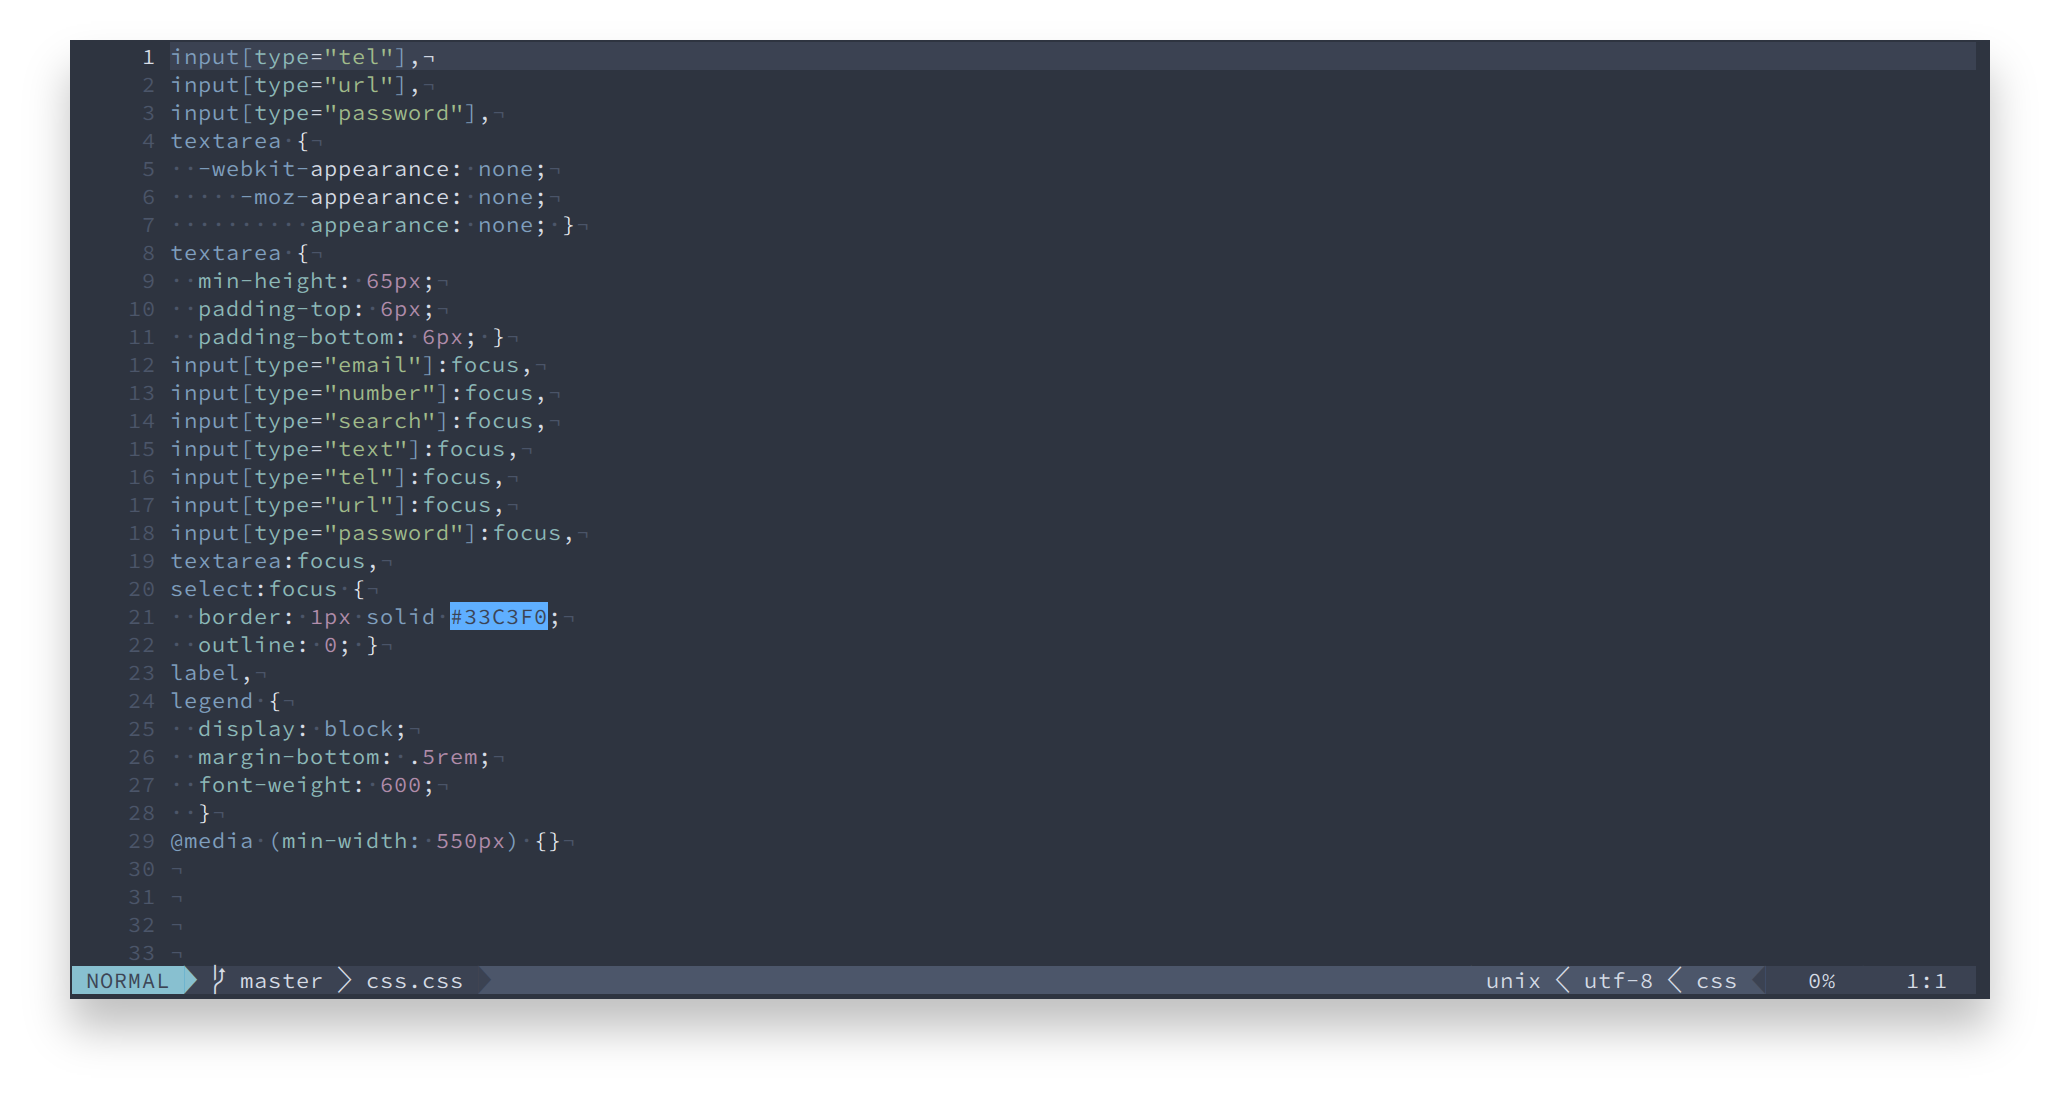 1 input[type="tel"],¬
2 input[type="url"],¬
3 input[type="password"],¬
4 textarea·{¬
5 ··-webkit-appearance:·none;¬
6 ·····-moz-appearance:·none;¬
7 ··········appearance:·none;·}¬
8 textarea·{¬
9 ··min-height:·65px;¬
10 ··padding-top:·6px;¬
11 ··padding-bottom:·6px;·}¬
12 input[type="email"]:focus,¬
13 input[type="number"]:focus,¬
14 input[type="search"]:focus,¬
15 input[type="text"]:focus,¬
16 input[type="tel"]:focus,¬
17 input[type="url"]:focus,¬
18 input[type="password"]:focus,¬
19 textarea:focus,¬
20 select:focus·{¬
21 ··border:·1px·solid·#33C3F0;¬
22 ··outline:·0;·}¬
23 label,¬
24 legend·{¬
25 ··display:·block;¬
26 ··margin-bottom:·.5rem;¬
27 ··font-weight:·600;¬
28 ··}¬
29 @media·(min-width:·550px)·{}¬
30 ¬
31 ¬
32 ¬
33 ¬
NORMAL master css.css unix utf-8 css 0% 1:1